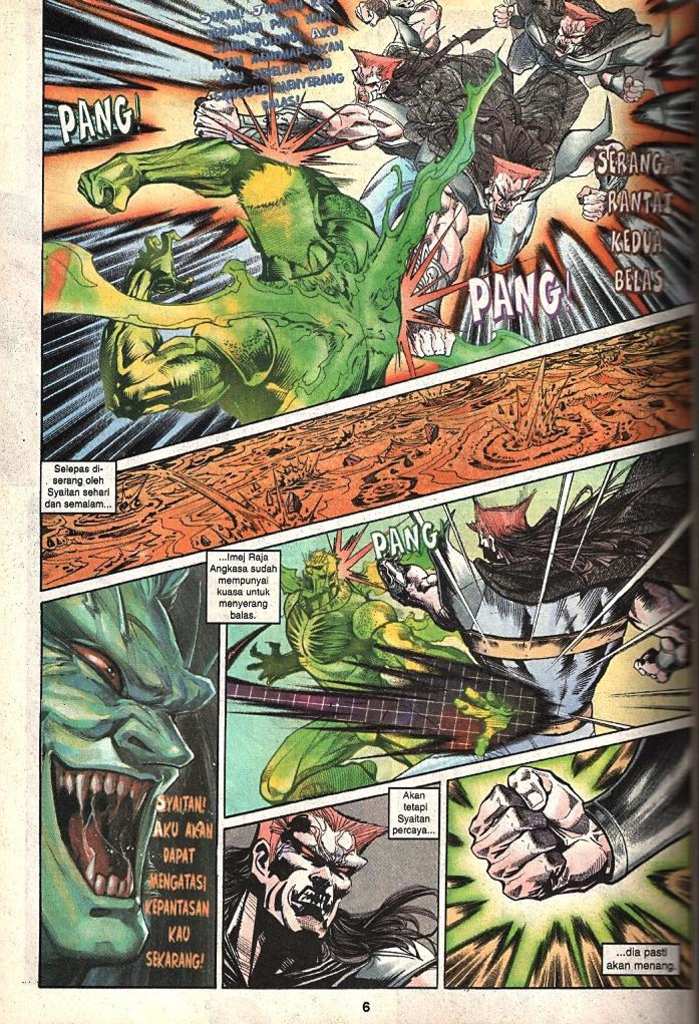 SERANG
BALAS!
PANG!
SERANGAN
RANTAI
KEDUA
BELAS
PANG!
Selepas di-
serang oleh
Syaitan sehari
dan semalam...
...Imej Raja
Angkasa sudah
mempunyai
kuasa untuk
menyerang
balas.
PANG
SYAITAN!
AKU AKAN
DAPAT
MENGATASI
KEPANTASAN
KAU
SEKARANG!
Akan
tetapi
Syaitan
percaya...
...dia pasti
akan menang.
6